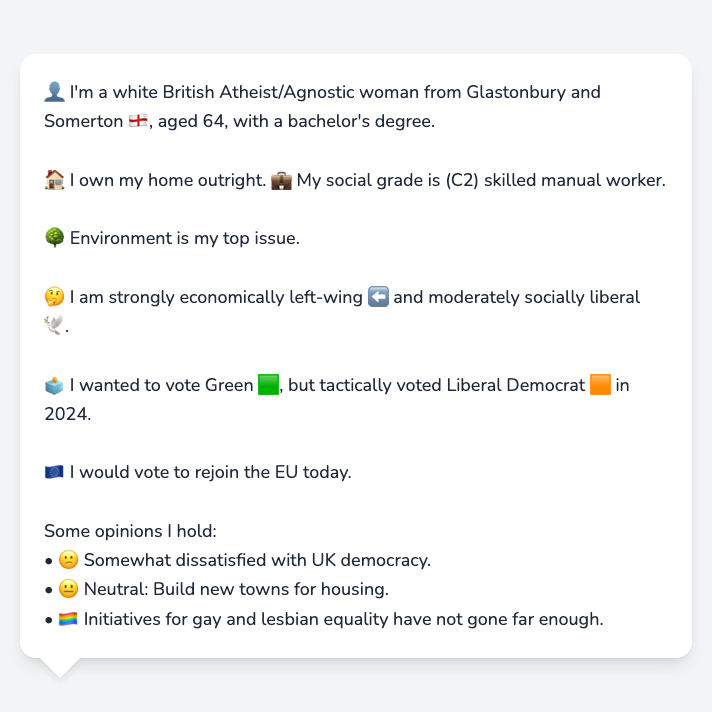 👤 I'm a white British Atheist/Agnostic woman from Glastonbury and
Somerton 🏴󠁧󠁢󠁥󠁮󠁧󠁿, aged 64, with a bachelor's degree.
🏠 I own my home outright. 💼 My social grade is (C2) skilled manual worker.
🌳 Environment is my top issue.
🤔 I am strongly economically left-wing ⬅️ and moderately socially liberal
🕊️.
🗳️ I wanted to vote Green 🟩, but tactically voted Liberal Democrat 🟧 in
2024.
🇪🇺 I would vote to rejoin the EU today.
Some opinions I hold:
• 🙁 Somewhat dissatisfied with UK democracy.
• 😐 Neutral: Build new towns for housing.
• 🏳️‍🌈 Initiatives for gay and lesbian equality have not gone far enough.